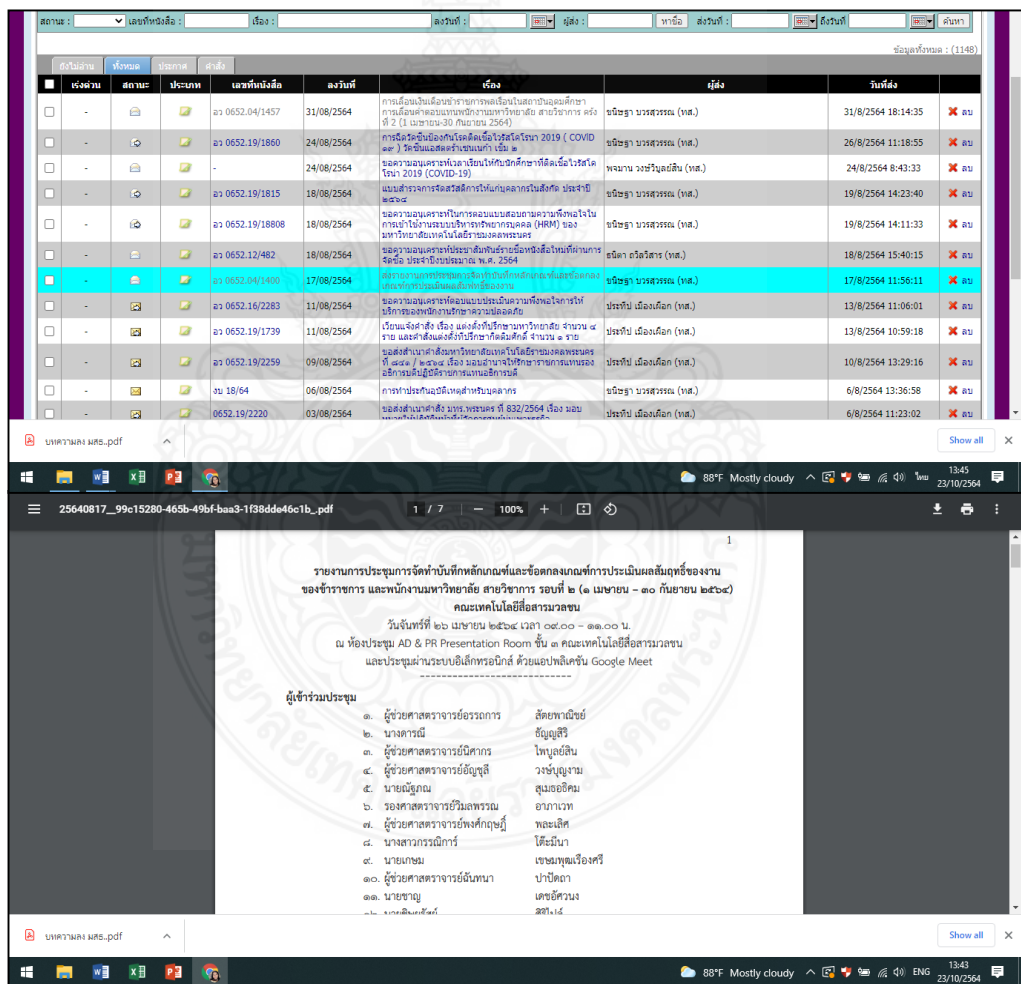 สถานะ : เลขที่หนังสือ : เรื่อง : ลงวันที่ : ผู้ส่ง : หาชื่อ ส่งวันที่ : ถึงวันที่ ค้นหา
ข้อมูลทั้งหมด : (1148)
ยังไม่อ่าน ทั้งหมด ประกาศ คำสั่ง
เร่งด่วน สถานะ ประเภท เลขที่หนังสือ ลงวันที่ เรื่อง ผู้ส่ง วันที่ส่ง
การเลื่อนเงินเดือนข้าราชการพลเรือนในสถาบันอุดมศึกษา
การเลื่อนค่าตอบแทนพนักงานมหาวิทยาลัย สายวิชาการ ครั้ง
ที่ 2 (1 เมษายน-30 กันยายน 2564)
- อว 0652.04/1457 31/08/2564 ขนิษฐา บวรสุวรรณ (ทส.) 31/8/2564 18:14:35 ลบ
การฉีดวัคซีนป้องกันโรคติดเชื้อไวรัสโคโรนา 2019 ( COVID
๑๙ ) วัคซีนแอสตร้าเซนเนก้า เข็ม ๒
- อว 0652.19/1860 24/08/2564 ขนิษฐา บวรสุวรรณ (ทส.) 26/8/2564 11:18:55 ลบ
ขอความอนุเคราะห์เวลาเรียนให้กับนักศึกษาที่ติดเชื้อไวรัสโค
โรน่า 2019 (COVID-19)
- - 24/08/2564 พจมาน วงษ์วิบูลย์สิน (ทส.) 24/8/2564 8:43:33 ลบ
แบบสำรวจการจัดสวัสดิการให้แก่บุคลากรในสังกัด ประจำปี
๒๕๖๔
- อว 0652.19/1815 18/08/2564 ขนิษฐา บวรสุวรรณ (ทส.) 19/8/2564 14:23:40 ลบ
ขอความอนุเคราะห์ในการตอบแบบสอบถามความพึงพอใจใน
การเข้าใช้งานระบบบริหารทรัพยากรบุคคล (HRM) ของ
มหาวิทยาลัยเทคโนโลยีราชมงคลพระนคร
- อว 0652.19/18808 18/08/2564 ขนิษฐา บวรสุวรรณ (ทส.) 19/8/2564 14:11:33 ลบ
ขอความอนุเคราะห์ประชาสัมพันธ์รายชื่อหนังสือใหม่ที่ผ่านการ
จัดซื้อ ประจำปีงบประมาณ พ.ศ. 2564
- อว 0652.12/482 18/08/2564 ธนิดา ถวิลวิสาร (ทส.) 18/8/2564 15:40:15 ลบ
ส่งรายงานการประชุมการจัดทำบันทึกหลักเกณฑ์และข้อตกลง
เกณฑ์การประเมินผลสัมฤทธิ์ของงาน
- อว 0652.04/1400 17/08/2564 ขนิษฐา บวรสุวรรณ (ทส.) 17/8/2564 11:56:11 ลบ
ขอความอนุเคราะห์ตอบแบบประเมินความพึงพอใจการให้
บริการของพนักงานรักษาความปลอดภัย
- อว 0652.16/2283 11/08/2564 ประทีป เมืองเผือก (ทส.) 13/8/2564 11:06:01 ลบ
เวียนแจ้งคำสั่ง เรื่อง แต่งตั้งที่ปรึกษามหาวิทยาลัย จำนวน ๔
ราย และคำสั่งแต่งตั้งที่ปรึกษากิตติมศักดิ์ จำนวน ๑ ราย
- อว 0652.19/1739 11/08/2564 ประทีป เมืองเผือก (ทส.) 13/8/2564 10:59:18 ลบ
ขอส่งสำเนาคำสั่งมหาวิทยาลัยเทคโนโลยีราชมงคลพระนคร
ที่ ๘๔๑ / ๒๕๖๔ เรื่อง มอบอำนาจให้รักษาราชการแทนรอง
อธิการบดีปฏิบัติราชการแทนอธิการบดี
- อว 0652.19/2259 09/08/2564 ประทีป เมืองเผือก (ทส.) 10/8/2564 13:29:16 ลบ
- งบ 18/64 06/08/2564 การทำประกันอุบัติเหตุสำหรับบุคลากร ขนิษฐา บวรสุวรรณ (ทส.) 6/8/2564 13:36:58 ลบ
ขอส่งสำเนาคำสั่ง มทร.พระนคร ที่ 832/2564 เรื่อง มอบ
- 0652.19/2220 03/08/2564 ประทีป เมืองเผือก (ทส.) 6/8/2564 11:23:02 ลบ
บทความลง มสธ..pdf Show all
88°F Mostly cloudy ไทย 13:45
23/10/2564
25640817__99c15280-465b-49bf-baa3-1f38dde46c1b_.pdf 1 / 7 100%
1
รายงานการประชุมการจัดทำบันทึกหลักเกณฑ์และข้อตกลงเกณฑ์การประเมินผลสัมฤทธิ์ของงาน
ของข้าราชการ และพนักงานมหาวิทยาลัย สายวิชาการ รอบที่ ๒ (๑ เมษายน – ๓๐ กันยายน ๒๕๖๔)
คณะเทคโนโลยีสื่อสารมวลชน
วันจันทร์ที่ ๒๖ เมษายน ๒๕๖๔ เวลา ๐๙.๐๐ – ๑๑.๐๐ น.
ณ ห้องประชุม AD & PR Presentation Room ชั้น ๓ คณะเทคโนโลยีสื่อสารมวลชน
และประชุมผ่านระบบอิเล็กทรอนิกส์ ด้วยแอปพลิเคชัน Google Meet
----------------------------
ผู้เข้าร่วมประชุม
๑. ผู้ช่วยศาสตราจารย์อรรถการ สัตยพาณิชย์
๒. นางดารณี ธัญญสิริ
๓. ผู้ช่วยศาสตราจารย์นิศากร ไพบูลย์สิน
๔. ผู้ช่วยศาสตราจารย์อัญชุลี วงษ์บุญงาม
๕. นายณัฐภณ สุเมธอธิคม
๖. รองศาสตราจารย์วิมลพรรณ อาภาเวท
๗. ผู้ช่วยศาสตราจารย์พงศ์กฤษฎิ์ พละเลิศ
๘. นางสาวกรรณิการ์ โต๊ะมีนา
๙. นายเกษม เขษมพุฒเรืองศรี
๑๐. ผู้ช่วยศาสตราจารย์ฉันทนา ปาปัดถา
๑๑. นายชาญ เดชอัศวนง
บทความลง มสธ..pdf Show all
88°F Mostly cloudy ENG 13:43
23/10/2564